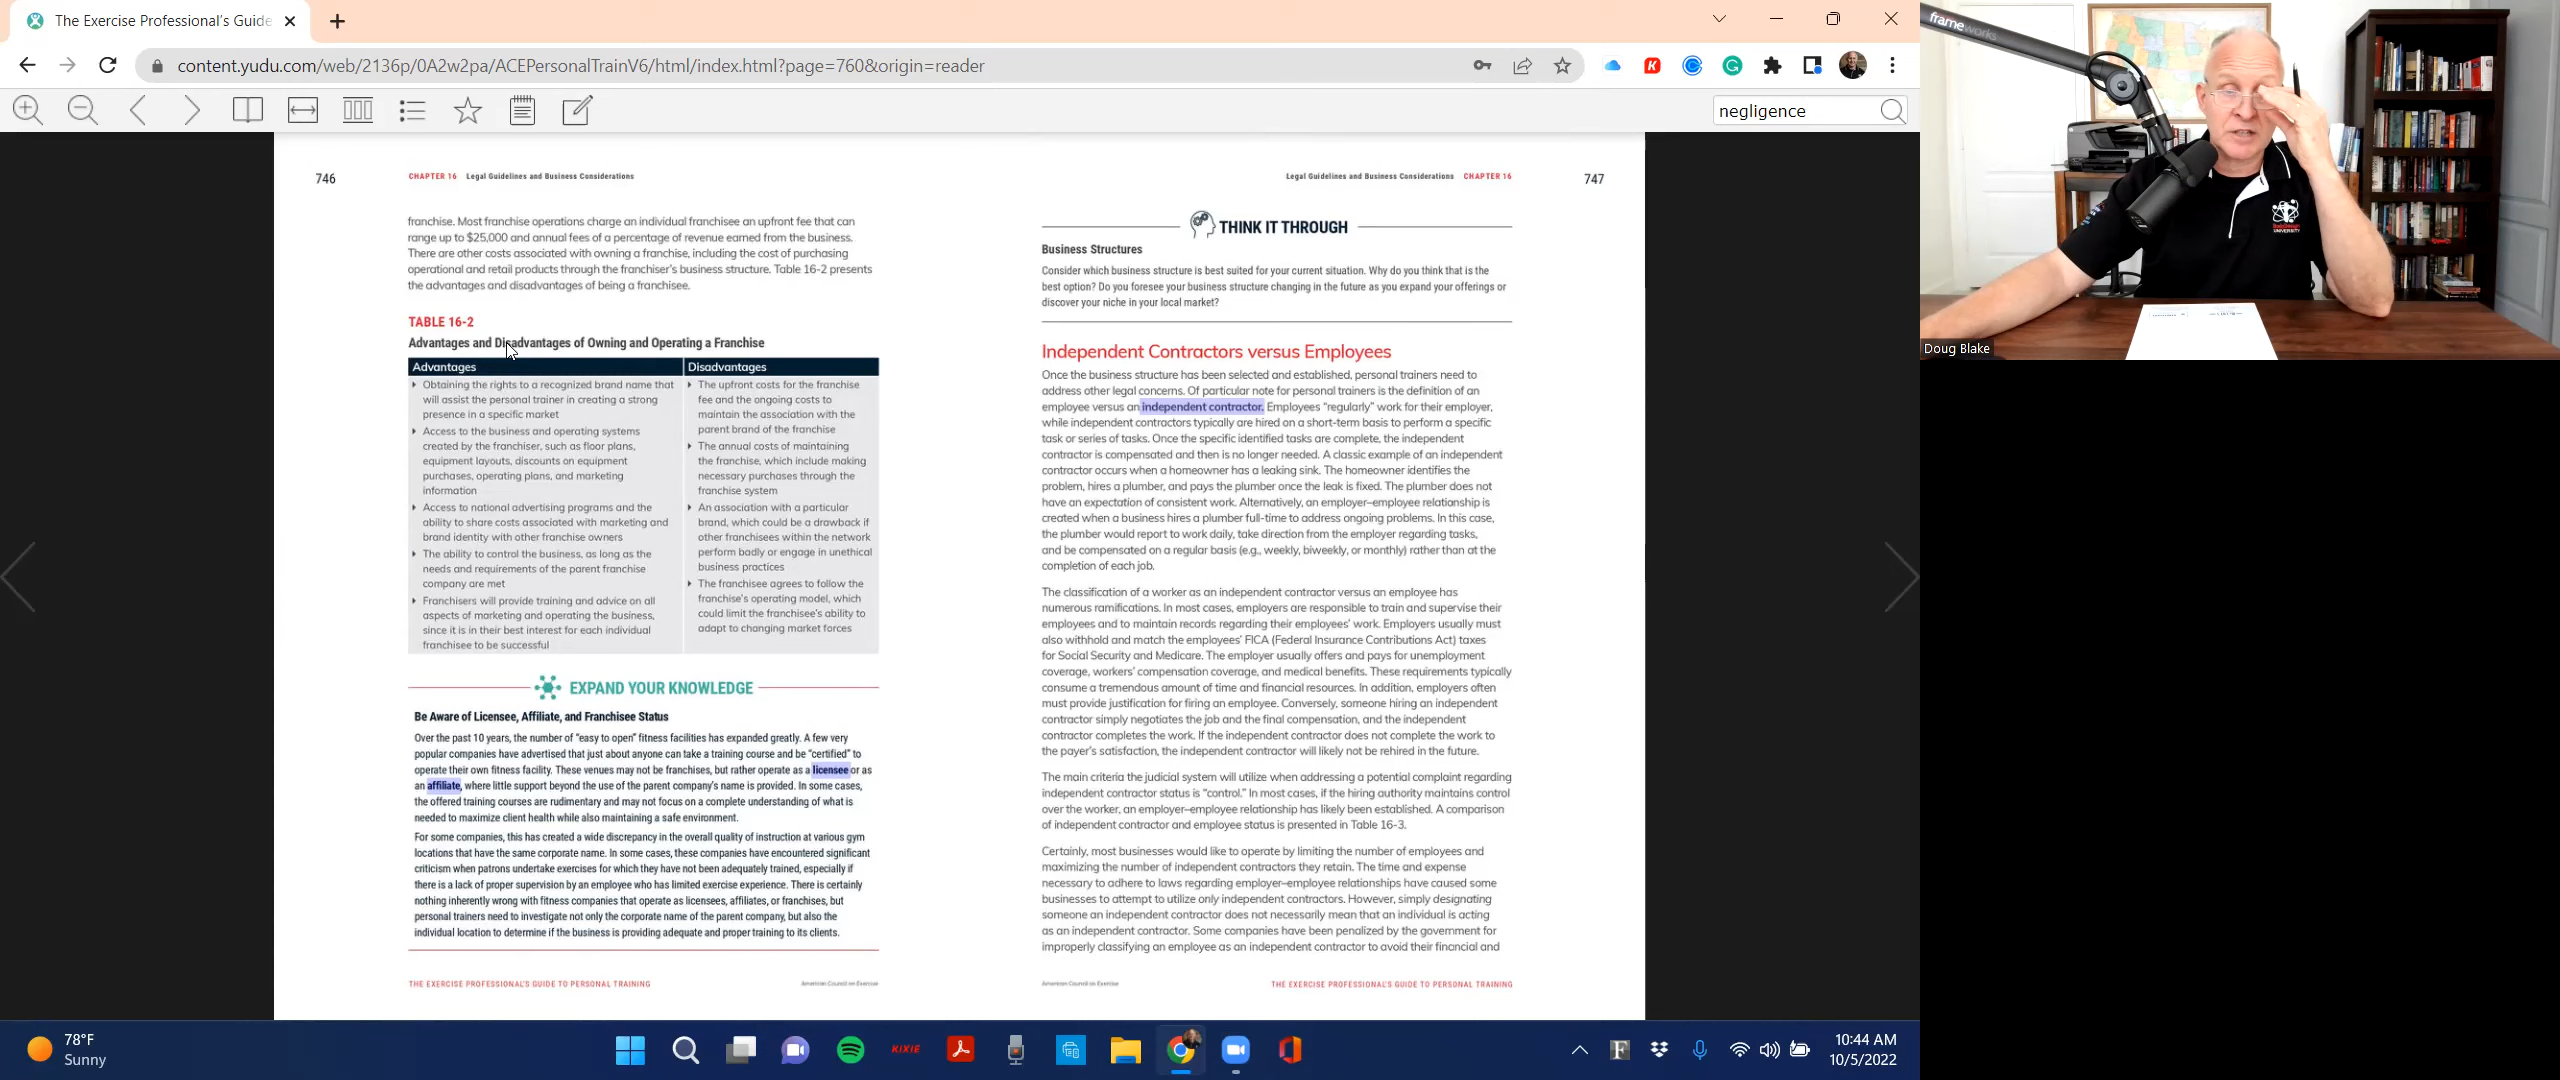 The Exercise Professional's Guide
content.yudu.com/web/2136p/0A2w2pa/ACEPersonalTrainV6/html/index.html?page=760&origin=reader
negligence
746
CHAPTER 16 Legal Guidelines and Business Considerations
franchise. Most franchise operations charge an individual franchisee an upfront fee that can
range up to $25,000 and annual fees of a percentage of revenue earned from the business.
There are other costs associated with owning a franchise, including the cost of purchasing
operational and retail products through the franchiser's business structure. Table 16-2 presents
the advantages and disadvantages of being a franchisee.
TABLE 16-2
Advantages and Disadvantages of Owning and Operating a Franchise
Advantages
Obtaining the rights to a recognized brand name that
will assist the personal trainer in creating a strong
presence in a specific market
Access to the business and operating systems
created by the franchiser, such as floor plans,
equipment layouts, discounts on equipment
purchases, operating plans, and marketing
information
Access to national advertising programs and the
ability to share costs associated with marketing and
brand identity with other franchise owners
The ability to control the business, as long as the
needs and requirements of the parent franchise
company are met
Franchisers will provide training and advice on all
aspects of marketing and operating the business,
since it is in their best interest for each individual
franchisee to be successful
Disadvantages
The upfront costs for the franchise
fee and the ongoing costs to
maintain the association with the
parent brand of the franchise
The annual costs of maintaining
the franchise, which include making
necessary purchases through the
franchise system
An association with a particular
brand, which could be a drawback if
other franchisees within the network
perform badly or engage in unethical
business practices
The franchisee agrees to follow the
franchise's operating model, which
could limit the franchisee's ability to
adapt to changing market forces
EXPAND YOUR KNOWLEDGE
Be Aware of Licensee, Affiliate, and Franchisee Status
Over the past 10 years, the number of "easy to open" fitness facilities has expanded greatly. A few very
popular companies have advertised that just about anyone can take a training course and be "certified" to
operate their own fitness facility. These venues may not be franchises, but rather operate as a licensee or as
an affiliate, where little support beyond the use of the parent company's name is provided. In some cases,
the offered training courses are rudimentary and may not focus on a complete understanding of what is
needed to maximize client health while also maintaining a safe environment.
For some companies, this has created a wide discrepancy in the overall quality of instruction at various gym
locations that have the same corporate name. In some cases, these companies have encountered significant
criticism when patrons undertake exercises for which they have not been adequately trained, especially if
there is a lack of proper supervision by an employee who has limited exercise experience. There is certainly
nothing inherently wrong with fitness companies that operate as licensees, affiliates, or franchises, but
personal trainers need to investigate not only the corporate name of the parent company, but also the
individual location to determine if the business is providing adequate and proper training to its clients.
THE EXERCISE PROFESSIONAL'S GUIDE TO PERSONAL TRAINING
American Council on Exercise
Legal Guidelines and Business Considerations CHAPTER 16
747
THINK IT THROUGH
Business Structures
Consider which business structure is best suited for your current situation. Why do you think that is the
best option? Do you foresee your business structure changing in the future as you expand your offerings or
discover your niche in your local market?
Independent Contractors versus Employees
Once the business structure has been selected and established, personal trainers need to
address other legal concerns. Of particular note for personal trainers is the definition of an
employee versus an independent contractor. Employees "regularly" work for their employer,
while independent contractors typically are hired on a short-term basis to perform a specific
task or series of tasks. Once the specific identified tasks are complete, the independent
contractor is compensated and then is no longer needed. A classic example of an independent
contractor occurs when a homeowner has a leaking sink. The homeowner identifies the
problem, hires a plumber, and pays the plumber once the leak is fixed. The plumber does not
have an expectation of consistent work. Alternatively, an employer–employee relationship is
created when a business hires a plumber full-time to address ongoing problems. In this case,
the plumber would report to work daily, take direction from the employer regarding tasks,
and be compensated on a regular basis (e.g., weekly, biweekly, or monthly) rather than at the
completion of each job.
The classification of a worker as an independent contractor versus an employee has
numerous ramifications. In most cases, employers are responsible to train and supervise their
employees and to maintain records regarding their employees' work. Employers usually must
also withhold and match the employees' FICA (Federal Insurance Contributions Act) taxes
for Social Security and Medicare. The employer usually offers and pays for unemployment
coverage, workers' compensation coverage, and medical benefits. These requirements typically
consume a tremendous amount of time and financial resources. In addition, employers often
must provide justification for firing an employee. Conversely, someone hiring an independent
contractor simply negotiates the job and the final compensation, and the independent
contractor completes the work. If the independent contractor does not complete the work to
the payer's satisfaction, the independent contractor will likely not be rehired in the future.
The main criteria the judicial system will utilize when addressing a potential complaint regarding
independent contractor status is "control." In most cases, if the hiring authority maintains control
over the worker, an employer–employee relationship has likely been established. A comparison
of independent contractor and employee status is presented in Table 16-3.
Certainly, most businesses would like to operate by limiting the number of employees and
maximizing the number of independent contractors they retain. The time and expense
necessary to adhere to laws regarding employer–employee relationships have caused some
businesses to attempt to utilize only independent contractors. However, simply designating
someone an independent contractor does not necessarily mean that an individual is acting
as an independent contractor. Some companies have been penalized by the government for
improperly classifying an employee as an independent contractor to avoid their financial and
American Council on Exercise
THE EXERCISE PROFESSIONAL'S GUIDE TO PERSONAL TRAINING
frameworks
UNIVERSITY
Doug Blake
78°F
Sunny
KIXIE
10:44 AM
10/5/2022